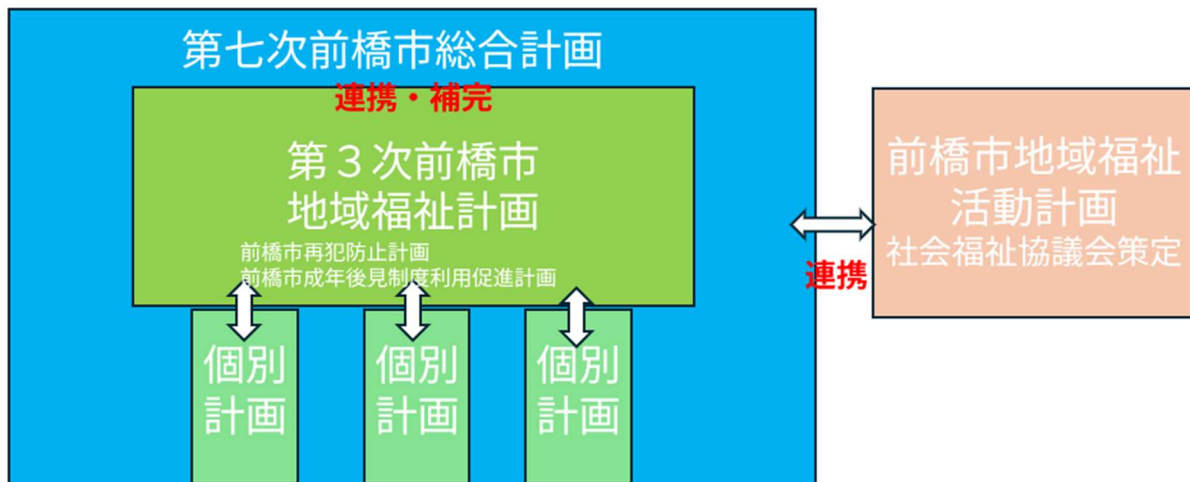 第七次前橋市総合計画
連携・補完
第３次前橋市
地域福祉計画
前橋市再犯防止計画
前橋市成年後見制度利用促進計画
個別
計画
個別
計画
個別
計画
連携
前橋市地域福祉
活動計画
社会福祉協議会策定